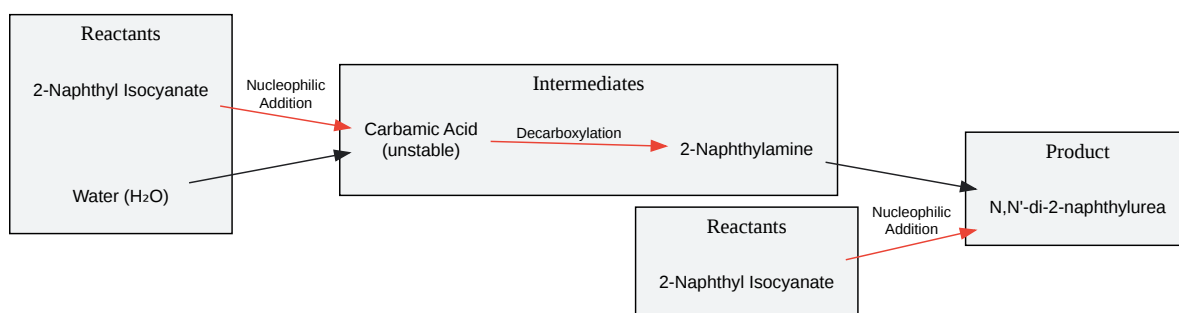 Reactants
2-Naphthyl Isocyanate
Water (H₂O)
Nucleophilic
Addition
Intermediates
Carbamic Acid
(unstable)
Decarboxylation
2-Naphthylamine
Reactants
2-Naphthyl Isocyanate
Nucleophilic
Addition
Product
N,N'-di-2-naphthylurea